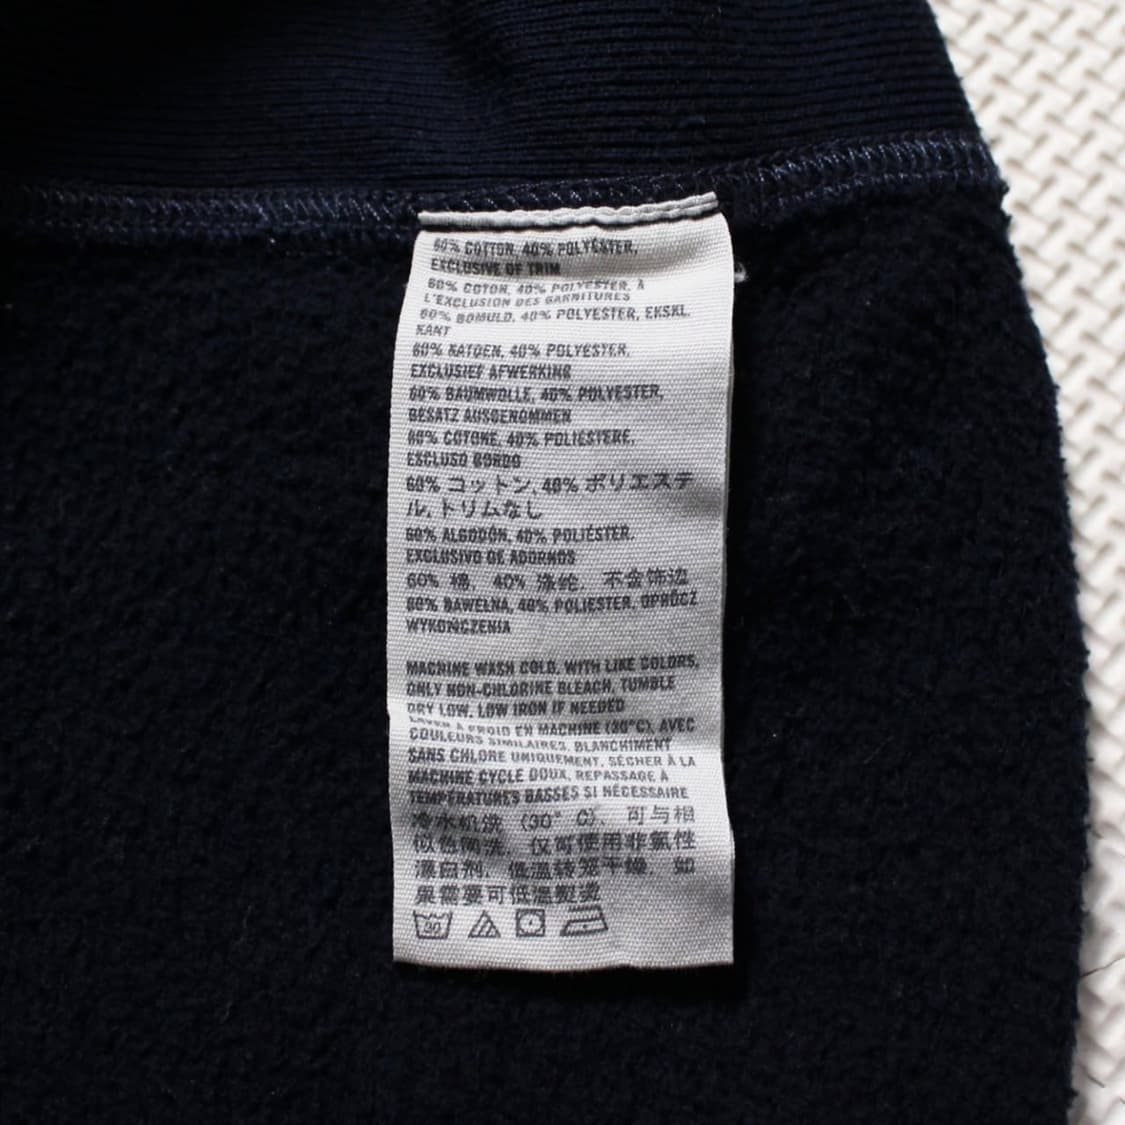 60% COTTON, 40% POLYESTER,
EXCLUSIVE OF TRIM
60% COTON, 40% POLYESTER, À
L'EXCLUSION DES GARNITURES
60% BOMULD, 40% POLYESTER, EKSKL.
KANT
60% KATOEN, 40% POLYESTER,
EXCLUSIEF AFWERKING
60% BAUMWOLLE, 40% POLYESTER,
BESATZ AUSGENOMMEN
60% COTONE, 40% POLIESTERE,
ESCLUSO BORDO
60% コットン, 40% ポリエステ
ル, トリムなし
60% ALGODÓN, 40% POLIÉSTER.
EXCLUSIVO DE ADORNOS
60% 棉, 40% 涤纶, 不含饰边
60% BAWEŁNA, 40% POLIESTER, OPRÓCZ
WYKOŃCZENIA
MACHINE WASH COLD, WITH LIKE COLORS,
ONLY NON-CHLORINE BLEACH, TUMBLE
DRY LOW. LOW IRON IF NEEDED
LAVER À FROID EN MACHINE (30°C), AVEC
COULEURS SIMILAIRES. BLANCHIMENT
SANS CHLORE UNIQUEMENT, SÉCHER À LA
MACHINE CYCLE DOUX, REPASSAGE À
TEMPÉRATURES BASSES SI NÉCESSAIRE
冷水机洗 (30° C)、可与相
似色同洗. 仅可使用非氯性
漂白剂. 低温转笼干燥. 如
果需要可低温熨烫
30